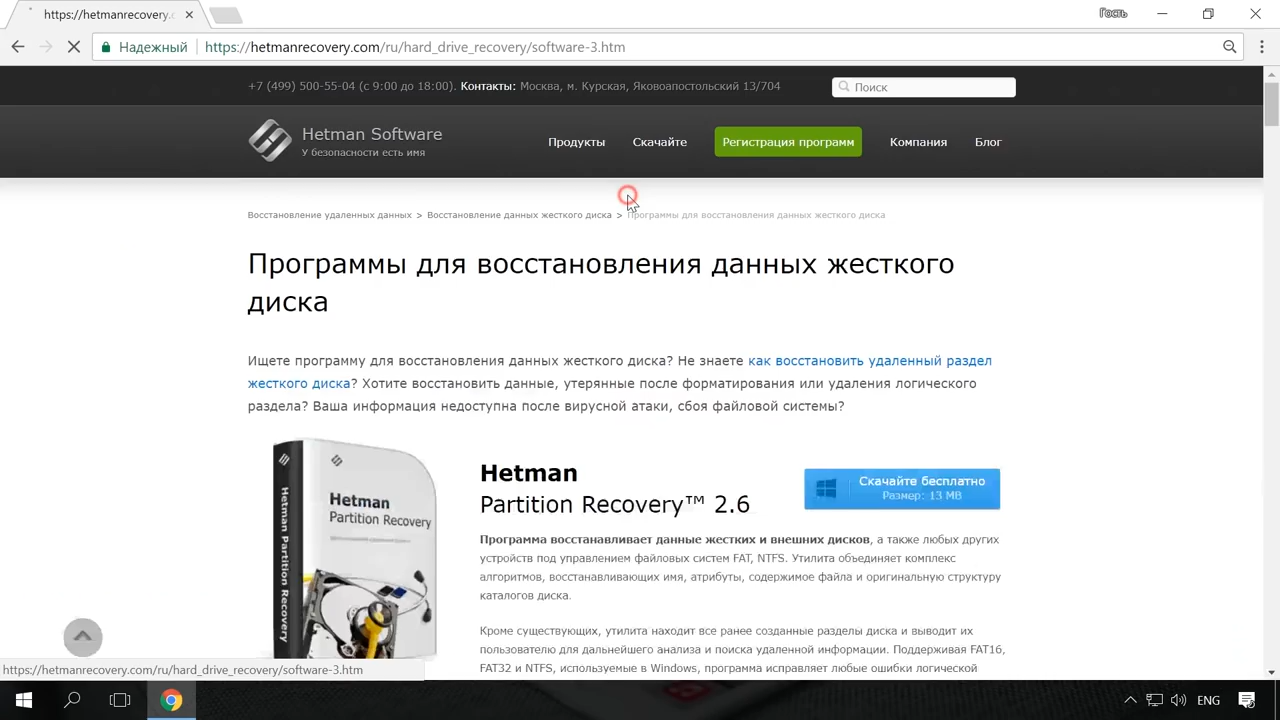 https://hetmanrecovery.c
Гость
Надежный
https://hetmanrecovery.com/ru/hard_drive_recovery/software-3.htm
+7 (499) 500-55-04 (с 9:00 до 18:00). Контакты: Москва, м. Курская, Яковоапостольский 13/704
Поиск
Hetman Software
У безопасности есть имя
Продукты
Скачайте
Регистрация программ
Компания
Блог
Восстановление удаленных данных > Восстановление данных жесткого диска > Программы для восстановления данных жесткого диска
Программы для восстановления данных жесткого
диска
Ищете программу для восстановления данных жесткого диска? Не знаете как восстановить удаленный раздел
жесткого диска? Хотите восстановить данные, утерянные после форматирования или удаления логического
раздела? Ваша информация недоступна после вирусной атаки, сбоя файловой системы?
Hetman
Partition Recovery
Hetman Partition Recovery
Hetman
Partition Recovery™ 2.6
Скачайте бесплатно
Размер: 13 MB
Программа восстанавливает данные жестких и внешних дисков, а также любых других
устройств под управлением файловых систем FAT, NTFS. Утилита объединяет комплекс
алгоритмов, восстанавливающих имя, атрибуты, содержимое файла и оригинальную структуру
каталогов диска.
Кроме существующих, утилита находит все ранее созданные разделы диска и выводит их
пользователю для дальнейшего анализа и поиска удаленной информации. Поддерживая FAT16,
FAT32 и NTFS, используемые в Windows, программа исправляет любые ошибки логической
https://hetmanrecovery.com/ru/hard_drive_recovery/software-3.htm
ENG